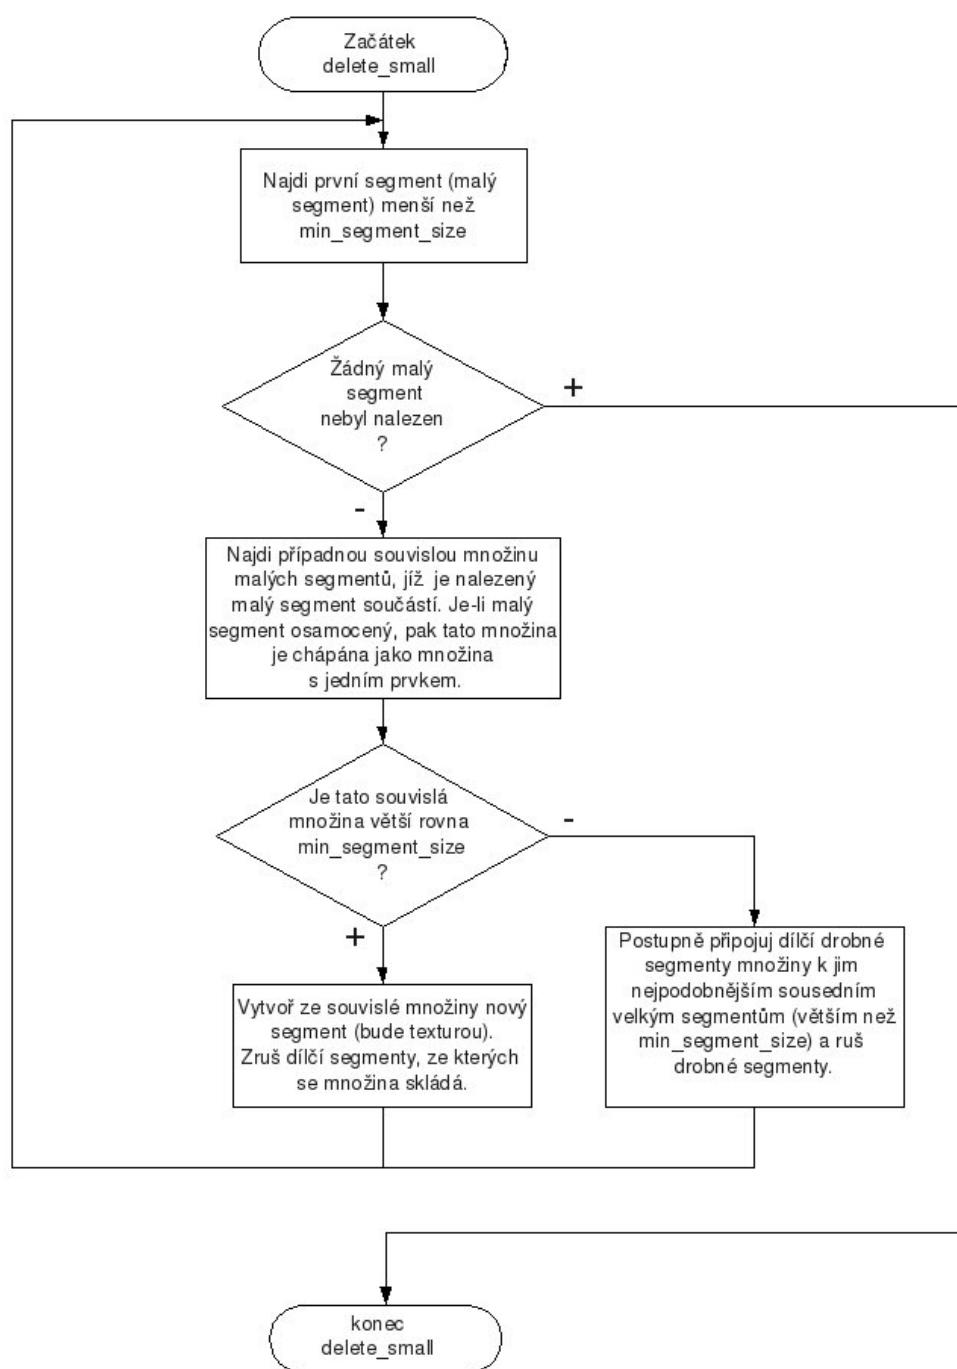 Začátek
delete_small
Najdi první segment (malý
segment) menší než
min_segment_size
Žádný malý
segment
nebyl nalezen
?
+
-
Najdi případnou souvislou množinu
malých segmentů, jíž je nalezený
malý segment součástí. Je-li malý
segment osamocený, pak tato množina
je chápána jako množina
s jedním prvkem.
Je tato souvislá
množina větší rovna
min_segment_size
?
-
+
Vytvoř ze souvislé množiny nový
segment (bude texturou).
Zruš dílčí segmenty, ze kterých
se množina skládá.
Postupně připojuj dílčí drobné
segmenty množiny k jim
nejpodobnějším sousedním
velkým segmentům (větším než
min_segment_size) a ruš
drobné segmenty.
konec
delete_small